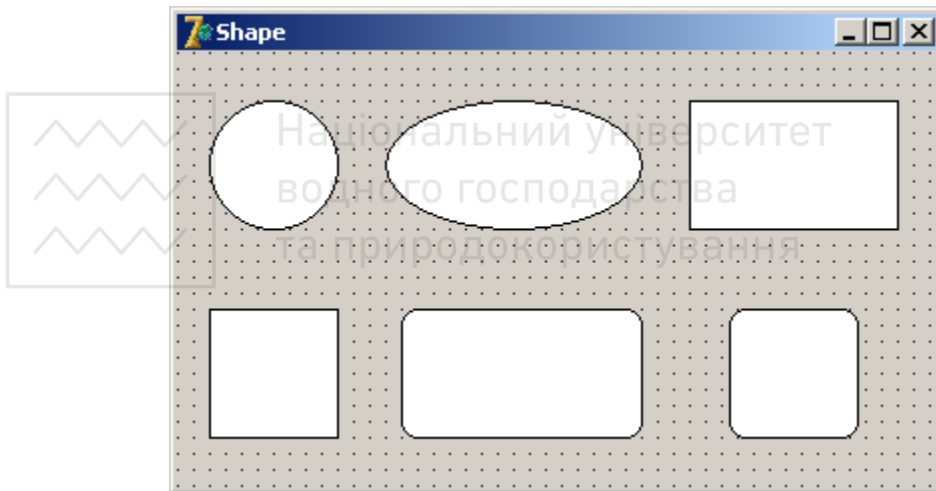 Shape
Національний університет
водного господарства
та природокористування